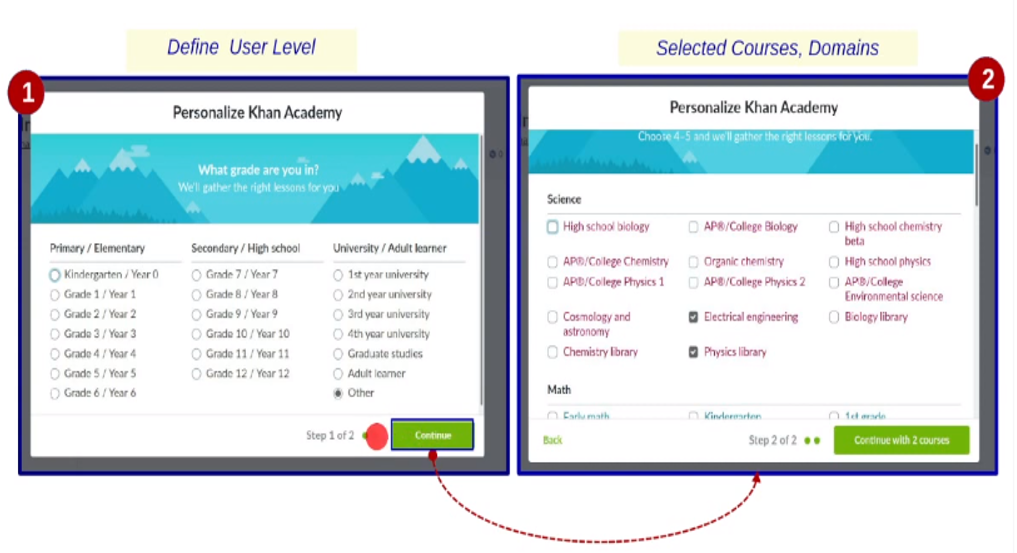 Define User Level
Selected Courses, Domains
1
Personalize Khan Academy
What grade are you in?
We'll gather the right lessons for you
Primary / Elementary
Kindergarten / Year 0
Grade 1 / Year 1
Grade 2 / Year 2
Grade 3 / Year 3
Grade 4 / Year 4
Grade 5 / Year 5
Grade 6 / Year 6
Secondary / High school
Grade 7 / Year 7
Grade 8 / Year 8
Grade 9 / Year 9
Grade 10 / Year 10
Grade 11 / Year 11
Grade 12 / Year 12
University / Adult learner
1st year university
2nd year university
3rd year university
4th year university
Graduate studies
Adult learner
Other
Step 1 of 2
Continue
2
Personalize Khan Academy
Choose 4-5 and we'll gather the right lessons for you.
Science
High school biology
AP®/College Biology
High school chemistry
beta
AP®/College Chemistry
Organic chemistry
High school physics
AP®/College Physics 1
AP®/College Physics 2
AP®/College
Environmental science
Cosmology and
astronomy
Electrical engineering
Biology library
Chemistry library
Physics library
Math
Early math
Kindergarten
1st grade
Back
Step 2 of 2
Continue with 2 courses